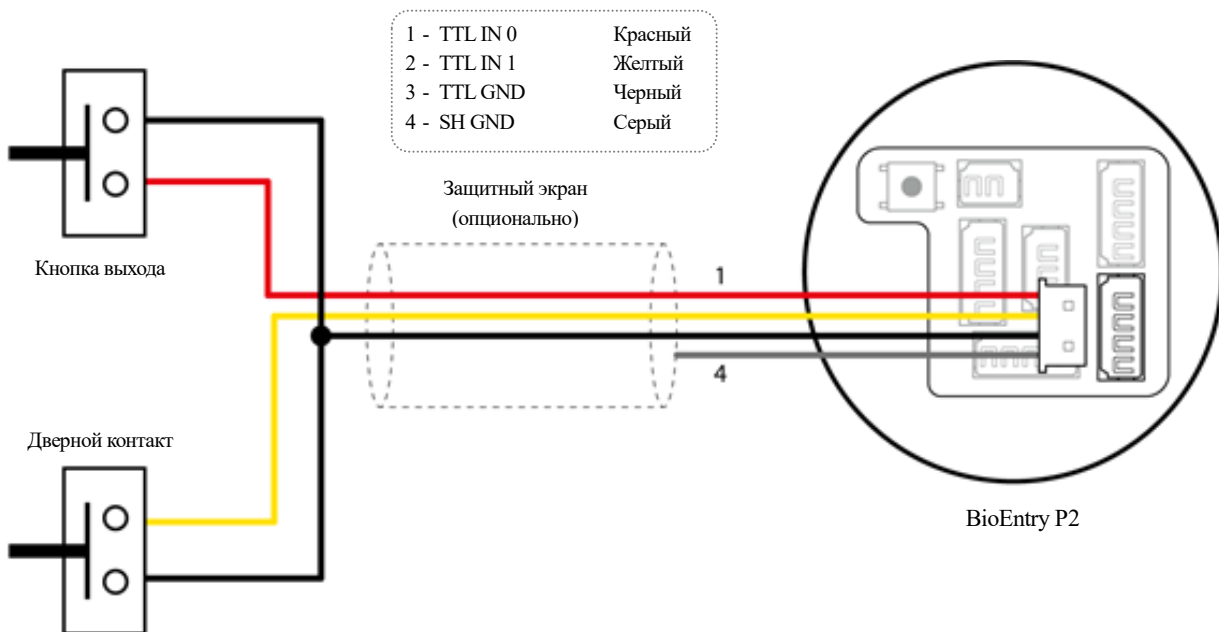 1 - TTL IN 0 Красный
2 - TTL IN 1 Желтый
3 - TTL GND Черный
4 - SH GND Серый
Защитный экран
(опционально)
Кнопка выхода
1
4
Дверной контакт
BioEntry P2